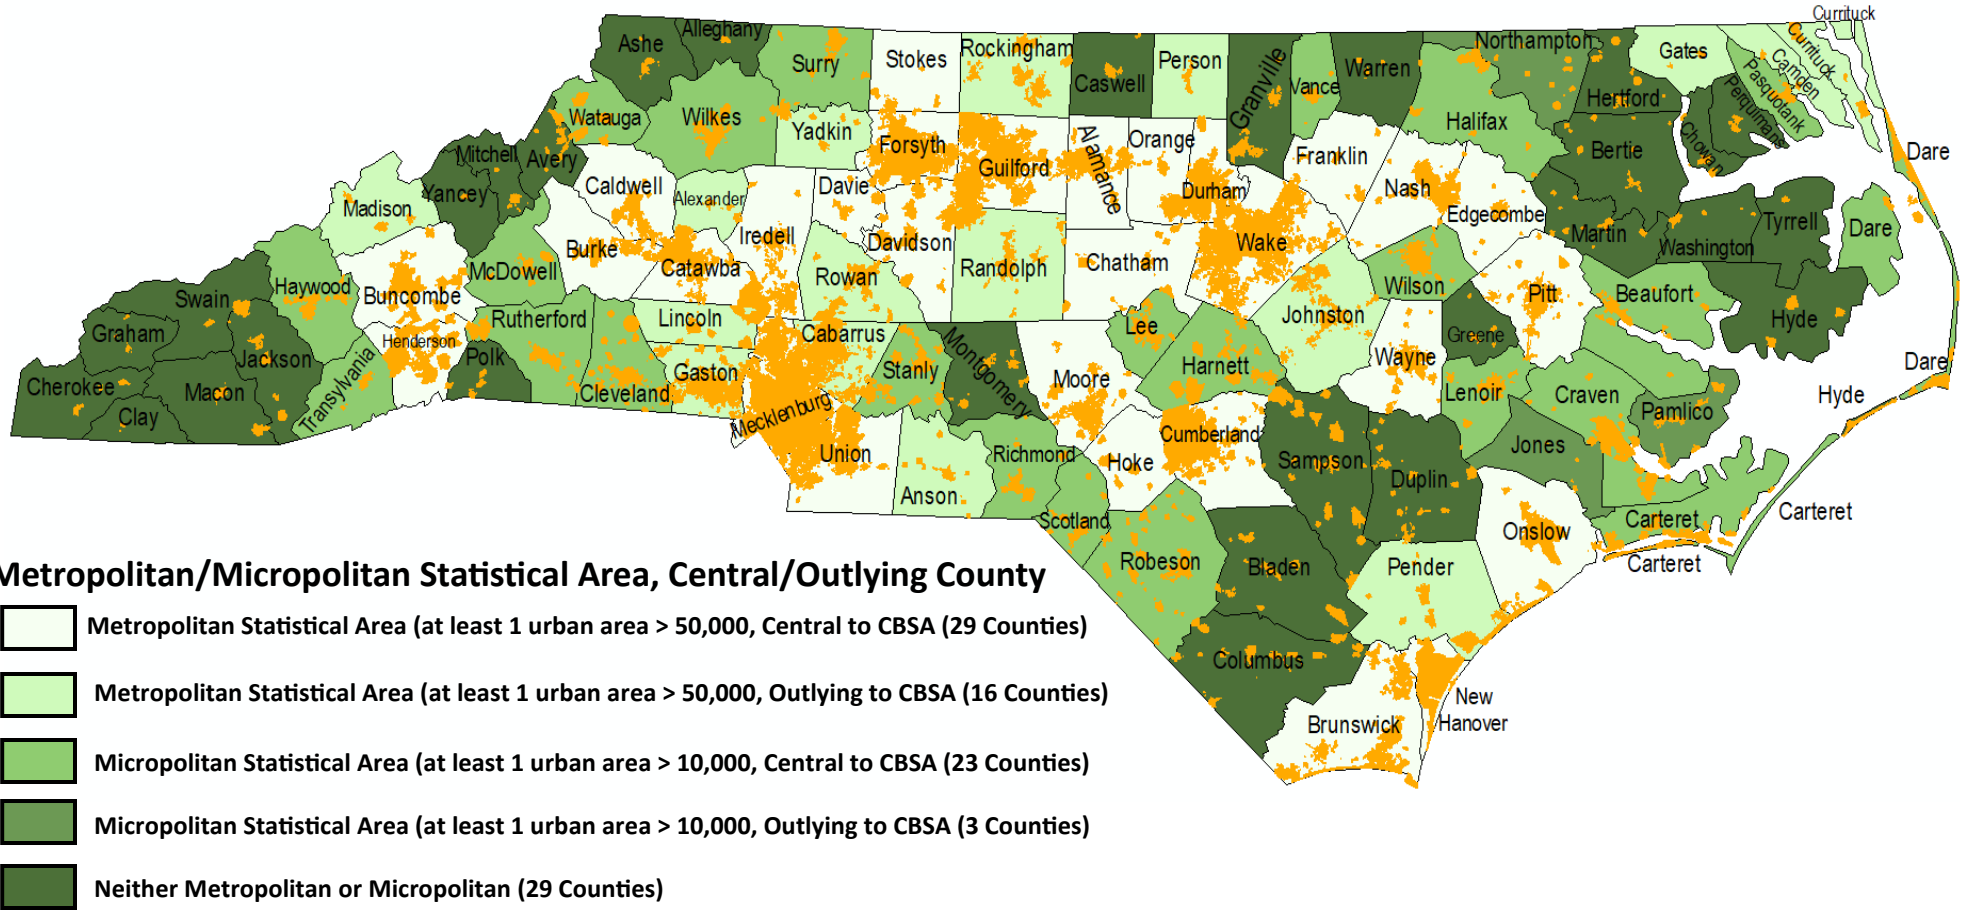 Currituck
Ashe
Alleghany
Surry
Stokes
Rockingham
Caswell
Person
Granville
Vance
Warren
Northampton
Gates
Currituck
Camden
Pasquotank
Perquimans
Chowan
Hertford
Halifax
Watauga
Wilkes
Yadkin
Forsyth
Guilford
Alamance
Orange
Durham
Franklin
Nash
Edgecombe
Bertie
Dare
Mitchell
Avery
Yancey
Caldwell
Alexander
Davie
Madison
Iredell
Davidson
Randolph
Chatham
Wake
Martin
Washington
Tyrrell
Dare
Burke
Catawba
Rowan
McDowell
Buncombe
Haywood
Swain
Graham
Jackson
Henderson
Rutherford
Lincoln
Cabarrus
Lee
Johnston
Wilson
Pitt
Beaufort
Hyde
Greene
Polk
Cleveland
Gaston
Stanly
Montgomery
Moore
Harnett
Wayne
Lenoir
Craven
Pamlico
Dare
Hyde
Cherokee
Clay
Macon
Transylvania
Mecklenburg
Union
Anson
Richmond
Hoke
Cumberland
Sampson
Duplin
Jones
Scotland
Robeson
Bladen
Pender
Onslow
Carteret
Carteret
Carteret
Columbus
Brunswick
New
Hanover
Metropolitan/Micropolitan Statistical Area, Central/Outlying County
Metropolitan Statistical Area (at least 1 urban area > 50,000, Central to CBSA (29 Counties)
Metropolitan Statistical Area (at least 1 urban area > 50,000, Outlying to CBSA (16 Counties)
Micropolitan Statistical Area (at least 1 urban area > 10,000, Central to CBSA (23 Counties)
Micropolitan Statistical Area (at least 1 urban area > 10,000, Outlying to CBSA (3 Counties)
Neither Metropolitan or Micropolitan (29 Counties)